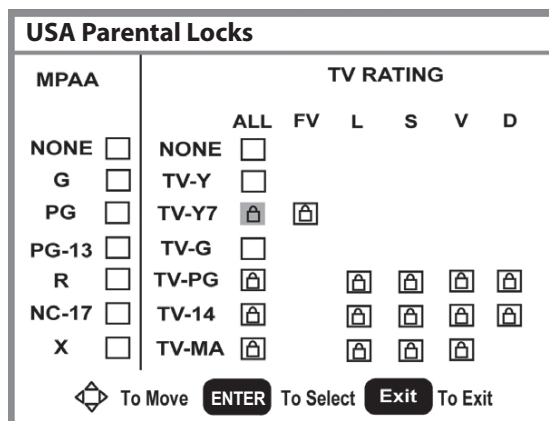 USA Parental Locks
MPAA TV RATING
ALL FV L S V D
NONE NONE
G TV-Y
PG TV-Y7
PG-13 TV-G
R TV-PG
NC-17 TV-14
X TV-MA
To Move ENTER To Select Exit To Exit